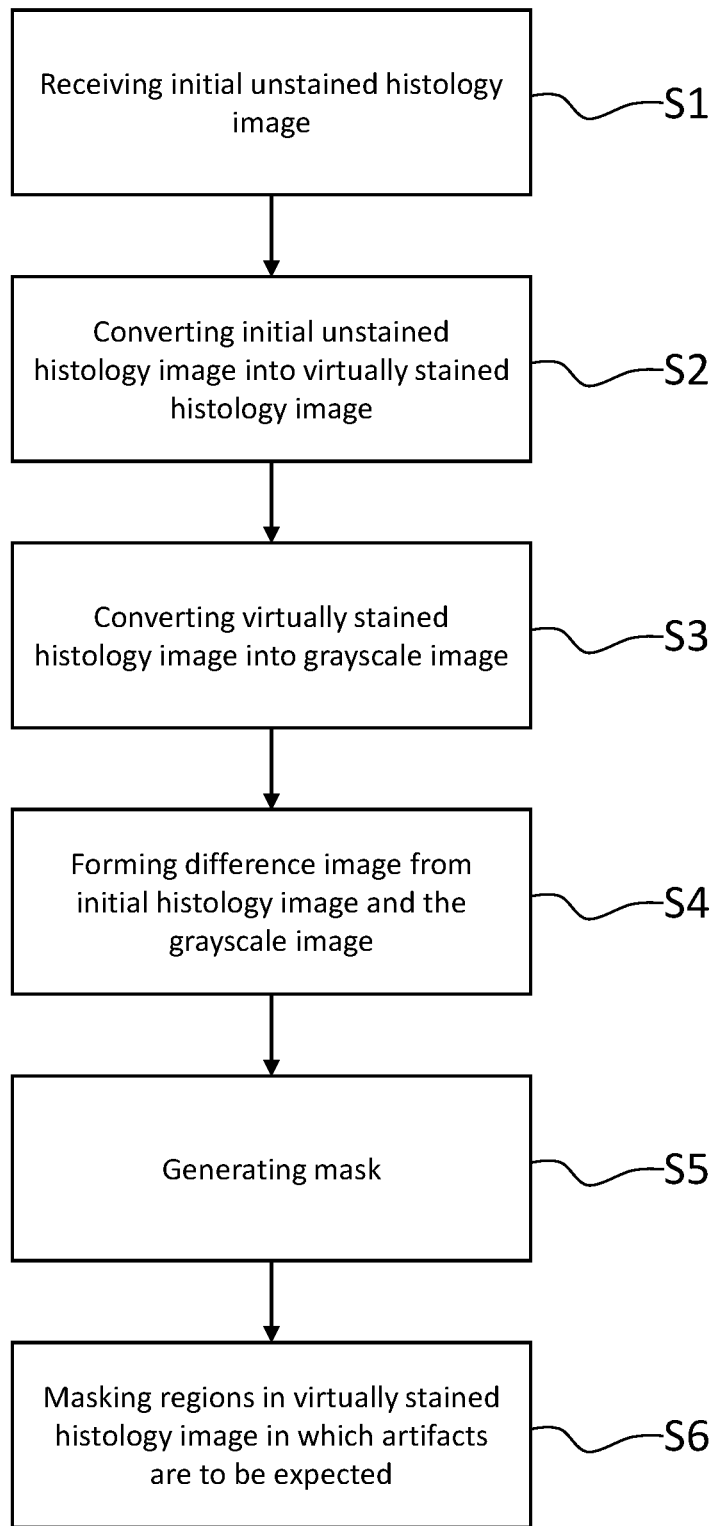 Receiving initial unstained histology
image
S1
Converting initial unstained
histology image into virtually stained
histology image
S2
Converting virtually stained
histology image into grayscale image
S3
Forming difference image from
initial histology image and the
grayscale image
S4
Generating mask
S5
Masking regions in virtually stained
histology image in which artifacts
are to be expected
S6